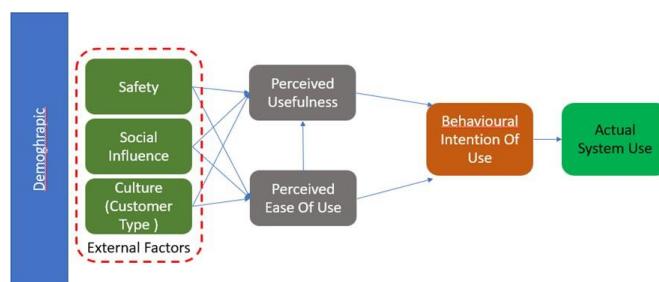 Demoghrapic
Safety
Social
Influence
Culture
(Customer
Type )
External Factors
Perceived
Usefulness
Perceived
Ease Of Use
Behavioural
Intention Of
Use
Actual
System Use